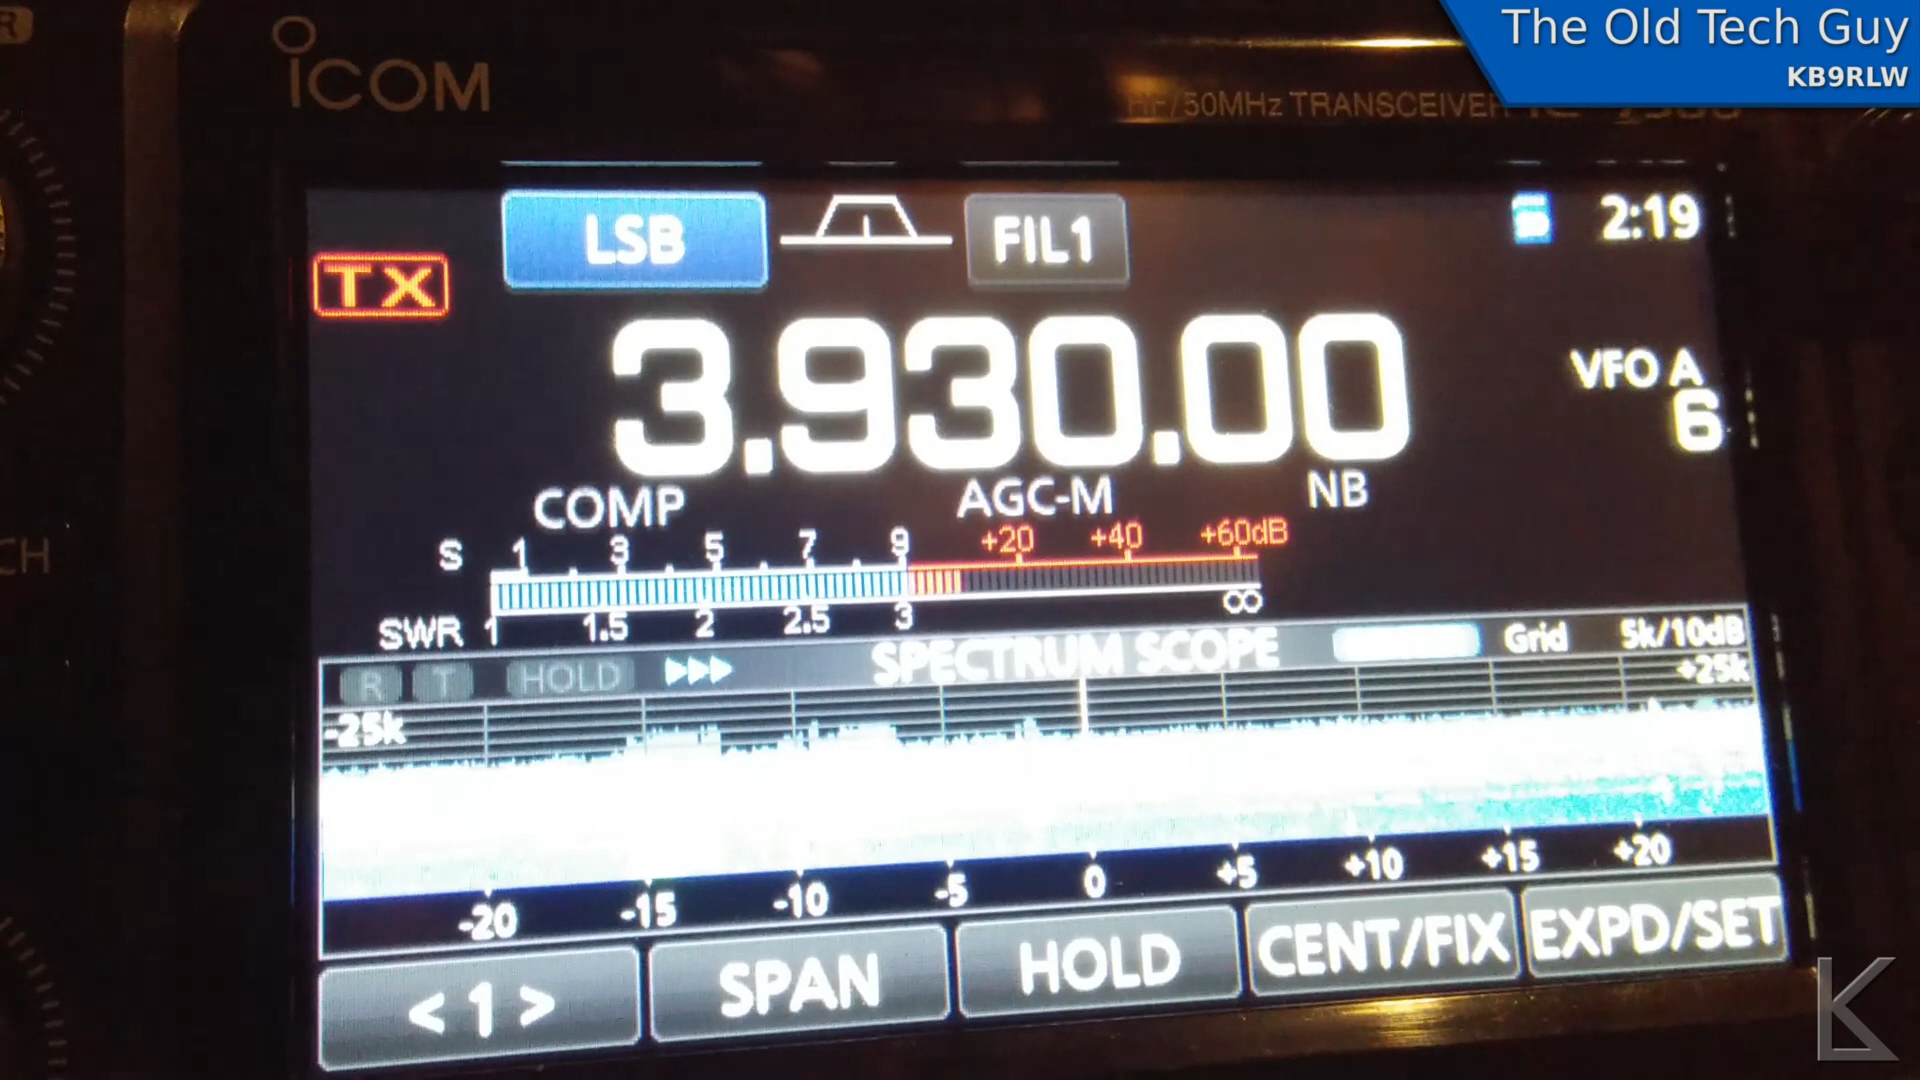 The Old Tech Guy
KB9RLW
ICOM
HF/50MHz TRANSCEIVER
LSB
FIL1
2:19
TX
3.930.00
VFO A
6
COMP
AGC-M
NB
S 1 3 5 7 9 +20 +40 +60dB
SWR 1 1.5 2 2.5 3 ∞
R T HOLD SPECTRUM SCOPE Grid 5k/10dB
-25k +25k
-20 -15 -10 -5 0 +5 +10 +15 +20
< 1 > SPAN HOLD CENT/FIX EXPD/SET
CH
R
K